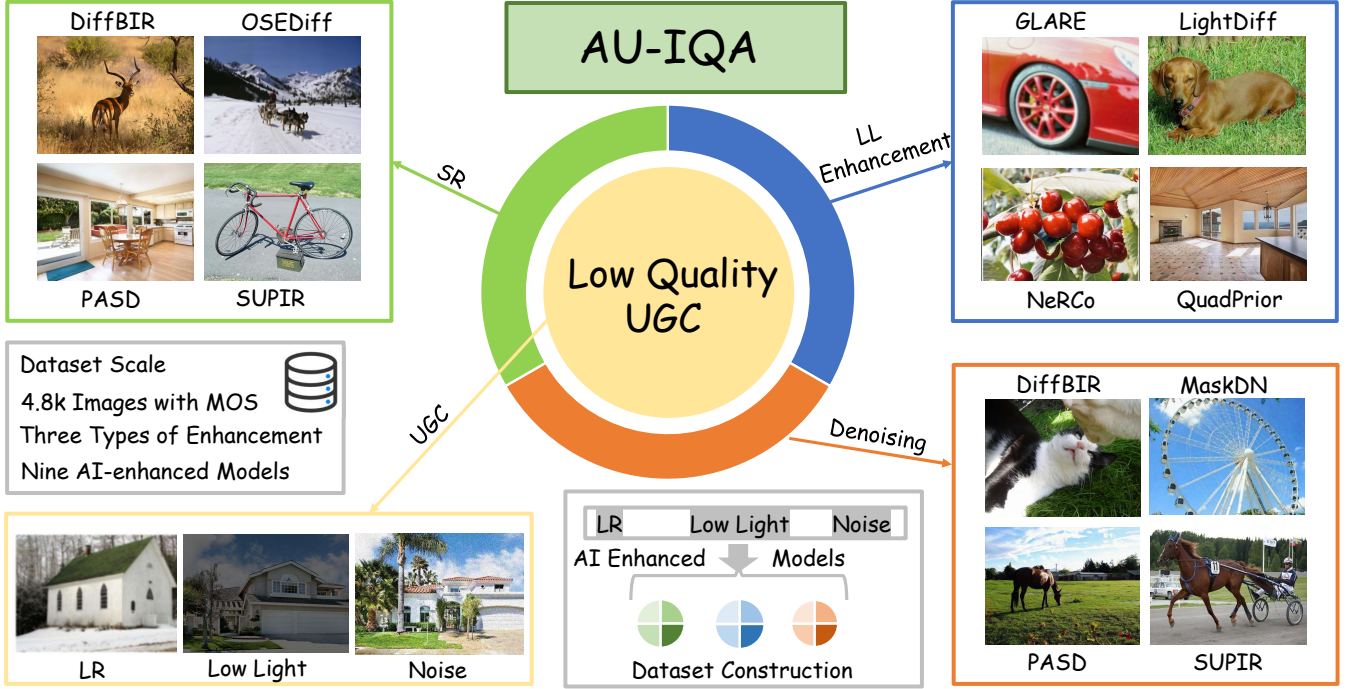 AU-IQA
DiffBIR
OSEDiff
PASD
SUPIR
SR
GLARE
LightDiff
NeRCo
QuadPrior
LL
Enhancement
Low Quality
UGC
Dataset Scale
4.8k Images with MOS
Three Types of Enhancement
Nine AI-enhanced Models
UGC
LR
Low Light
Noise
LR
Low Light
Noise
AI Enhanced
Models
Dataset Construction
Denoising
DiffBIR
MaskDN
PASD
SUPIR
11